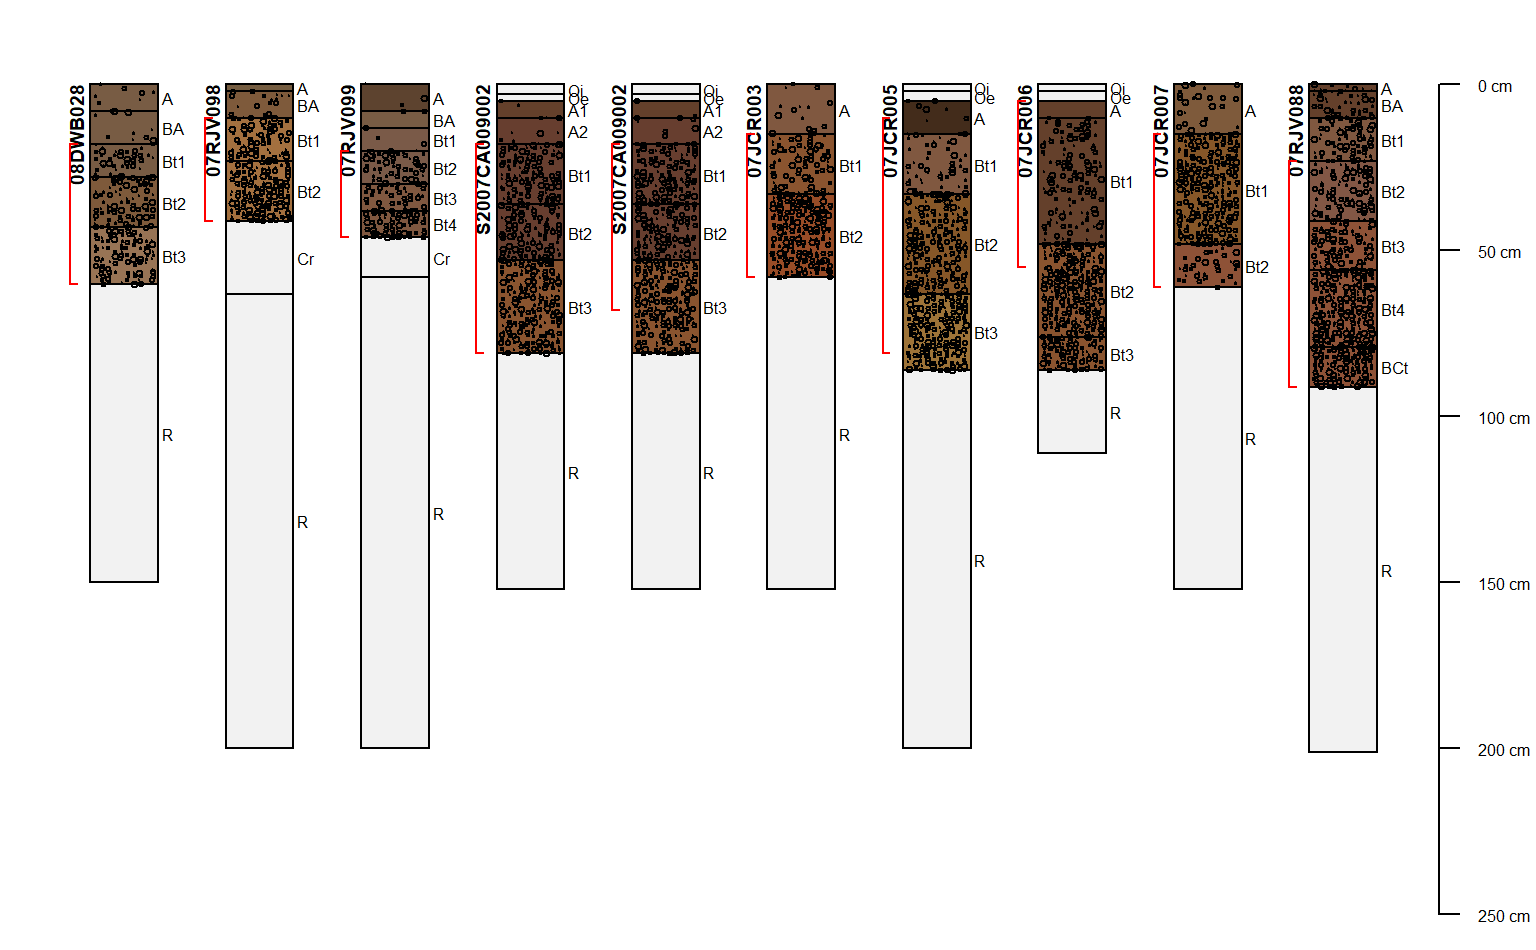 08DWB028
A
BA
Bt1
Bt2
Bt3
R
07RJV098
A
BA
Bt1
Bt2
Cr
R
07RJV099
A
BA
Bt1
Bt2
Bt3
Bt4
Cr
R
S2007CA009002
Oi
Oe
A1
A2
Bt1
Bt2
Bt3
R
S2007CA009002
Oi
Oe
A1
A2
Bt1
Bt2
Bt3
R
07JCR003
A
Bt1
Bt2
R
07JCR005
Oi
Oe
A
Bt1
Bt2
Bt3
R
07JCR006
Oi
Oe
A
Bt1
Bt2
Bt3
R
07JCR007
A
Bt1
Bt2
R
07RJV088
A
BA
Bt1
Bt2
Bt3
Bt4
BCt
R
0 cm
50 cm
100 cm
150 cm
200 cm
250 cm